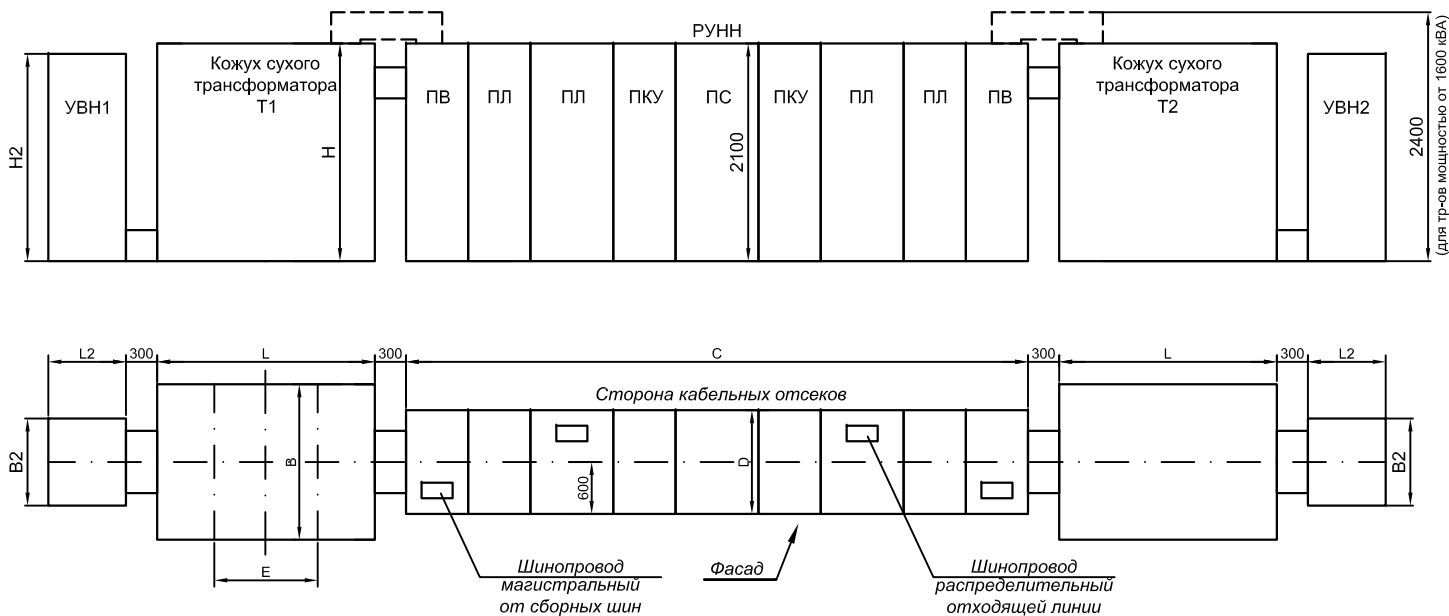 РУНН
Кожух сухого
трансформатора
Т1
Кожух сухого
трансформатора
Т2
УВН1
ПВ
ПЛ
ПЛ
ПКУ
ПС
ПКУ
ПЛ
ПЛ
ПВ
УВН2
H2
H
2100
2400
(для тр-ов мощностью от 1600 кВА)
L2
300
L
300
C
300
L
300
L2
Сторона кабельных отсеков
B2
B
D
600
B2
E
Шинопровод
магистральный
от сборных шин
Фасад
Шинопровод
распределительный
отходящей линии